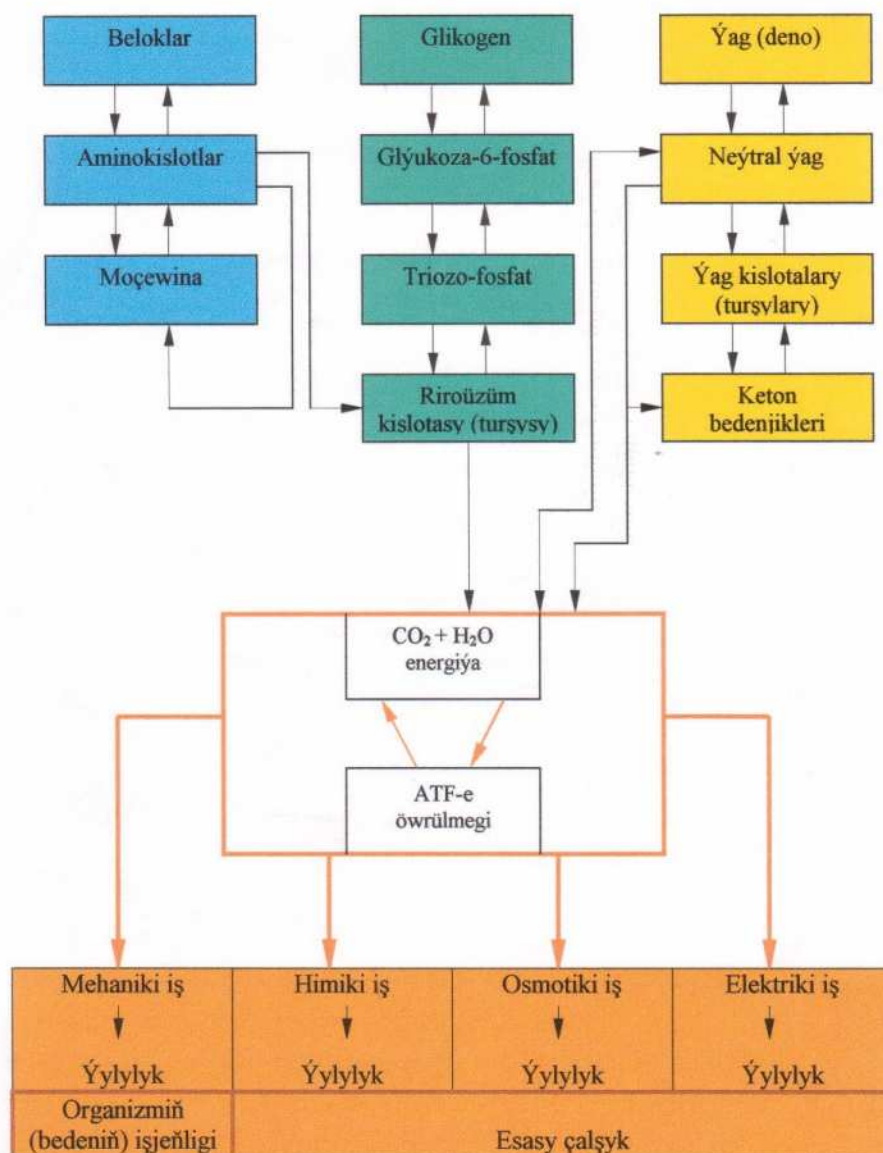 Beloklar
Glikogen
Ýag (deno)
Aminokislotlar
Glýukoza-6-fosfat
Neýtral ýag
Moçewina
Triozo-fosfat
Ýag kislotalary
(turşylary)
Riroüzüm
kislotasy (turşysy)
Keton
bedenjikleri
CO₂ + H₂O
energiýa
ATF-e
öwrülmegi
Mehaniki iş
Himiki iş
Osmotiki iş
Elektriki iş
Ýylylyk
Ýylylyk
Ýylylyk
Ýylylyk
Organizmiň
(bedeniň) işjeňligi
Esasy çalşyk